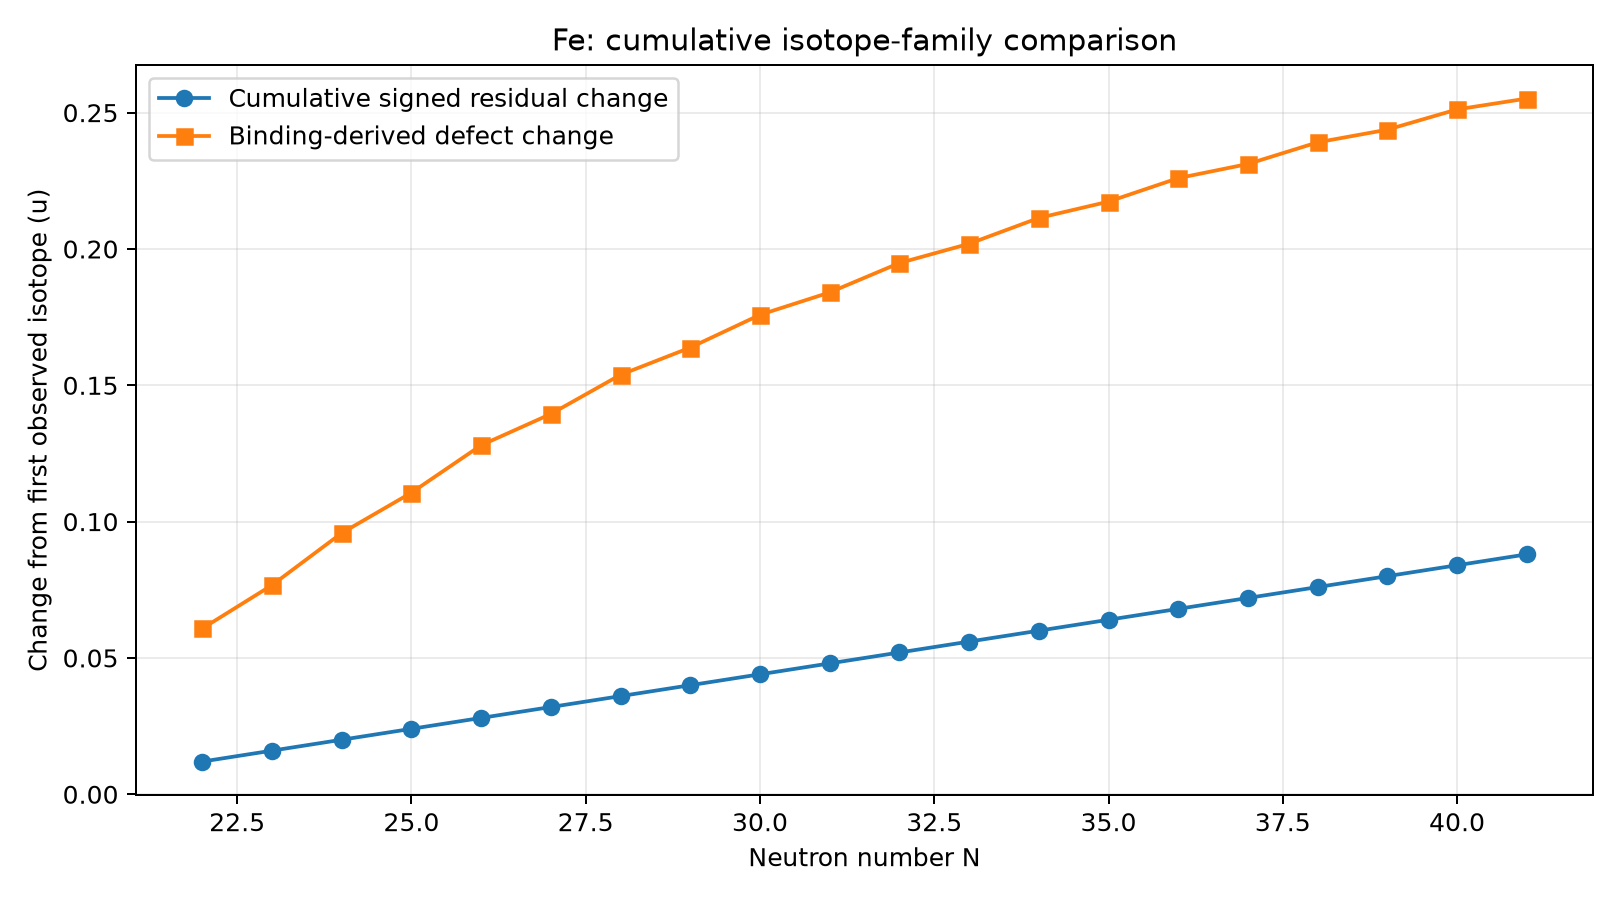 Fe: cumulative isotope-family comparison
Cumulative signed residual change
Binding-derived defect change
Change from first observed isotope (u)
0.25
0.20
0.15
0.10
0.05
0.00
22.5 25.0 27.5 30.0 32.5 35.0 37.5 40.0
Neutron number N